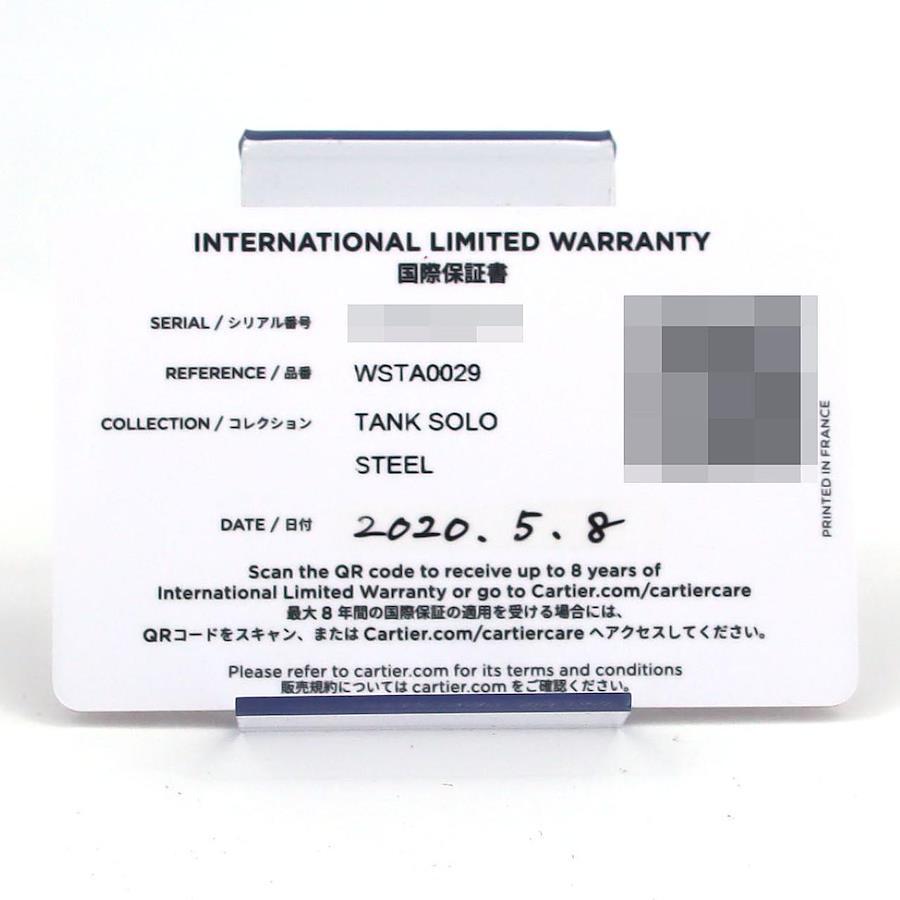 INTERNATIONAL LIMITED WARRANTY
国際保証書
SERIAL / シリアル番号
REFERENCE / 品番 WSTA0029
COLLECTION / コレクション TANK SOLO
STEEL
DATE / 日付 2020.5.8
PRINTED IN FRANCE
Scan the QR code to receive up to 8 years of
International Limited Warranty or go to Cartier.com/cartiercare
最大 8 年間の国際保証の適用を受ける場合には、
QRコードをスキャン、または Cartier.com/cartiercare へアクセスしてください。
Please refer to cartier.com for its terms and conditions
販売規約については cartier.com をご確認ください。